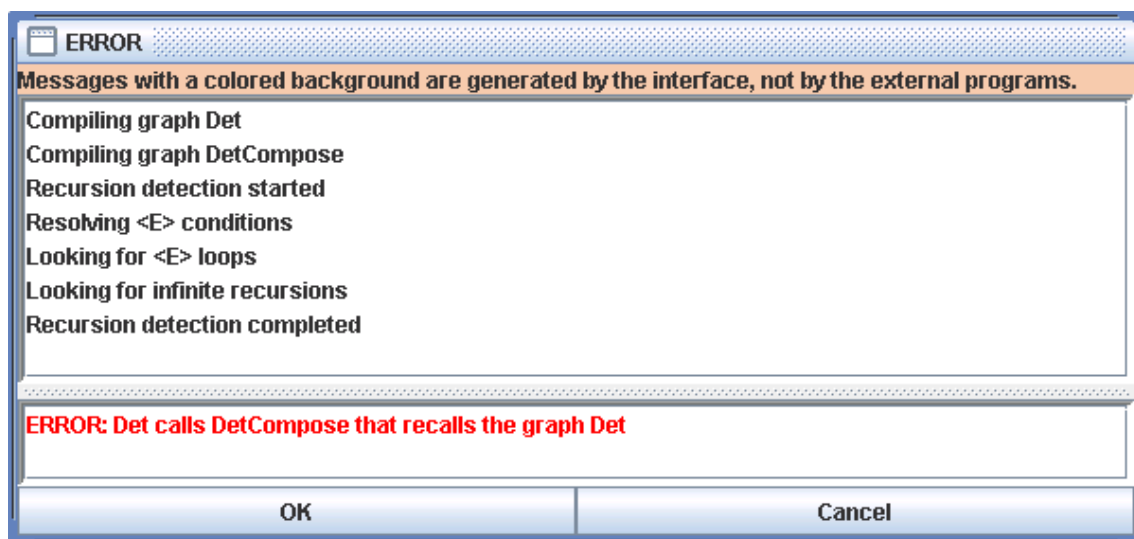 ERROR
Messages with a colored background are generated by the interface, not by the external programs.
Compiling graph Det
Compiling graph DetCompose
Recursion detection started
Resolving <E> conditions
Looking for <E> loops
Looking for infinite recursions
Recursion detection completed
ERROR: Det calls DetCompose that recalls the graph Det
OK
Cancel